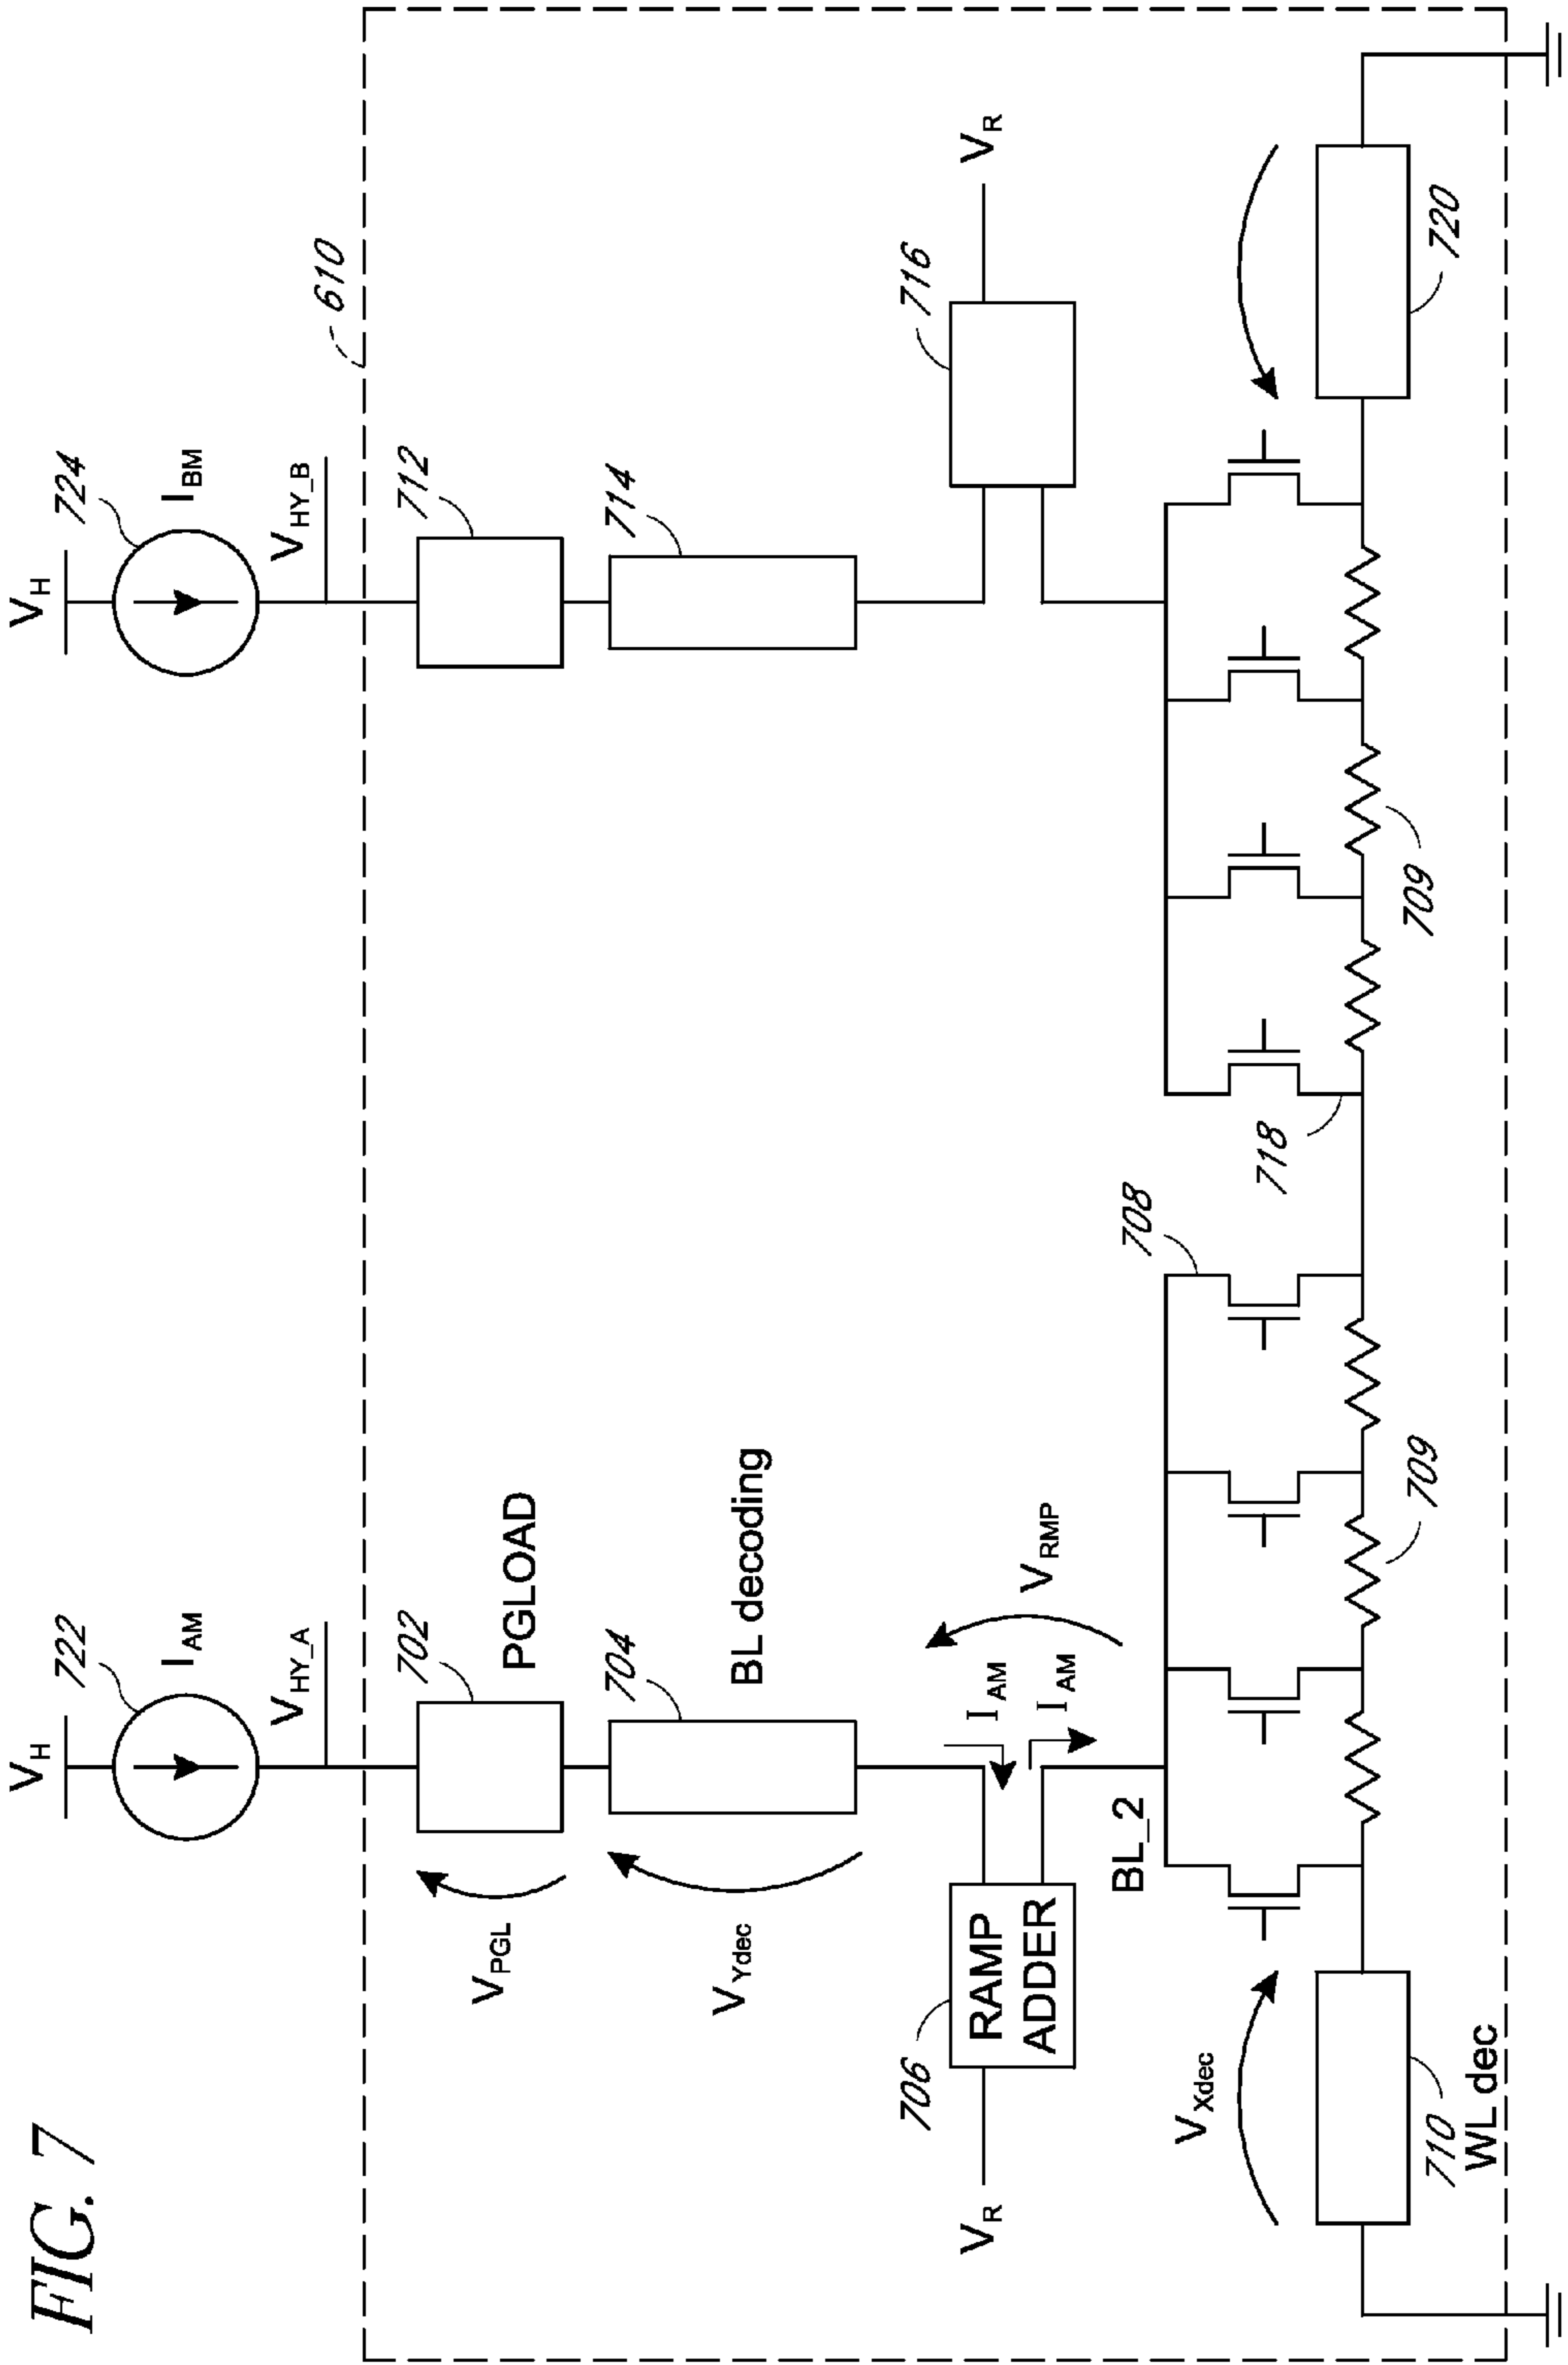 FIG. 7
VH
722
IAM
VHY_A
VH
724
IBM
VHY_B
610
702
PGLOAD
VPGL
712
704
BL decoding
VYdec
714
VR
706
RAMP
ADDER
IAM
IAM
VRMP
716
VR
BL_2
708
718
VXdec
710
WL dec
709
709
720